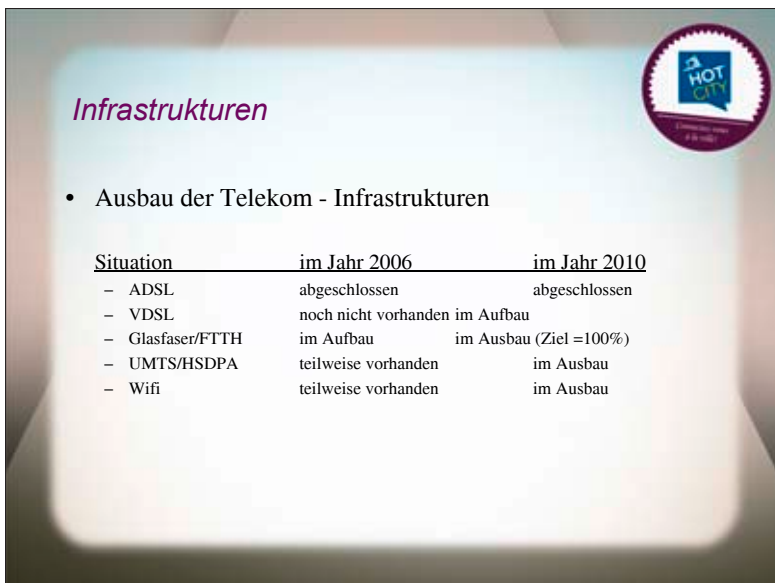 HOT
CITY
Infrastrukturen
• Ausbau der Telekom - Infrastrukturen
Situation im Jahr 2006 im Jahr 2010
– ADSL abgeschlossen abgeschlossen
– VDSL noch nicht vorhanden im Aufbau
– Glasfaser/FTTH im Aufbau im Ausbau (Ziel =100%)
– UMTS/HSDPA teilweise vorhanden im Ausbau
– Wifi teilweise vorhanden im Ausbau